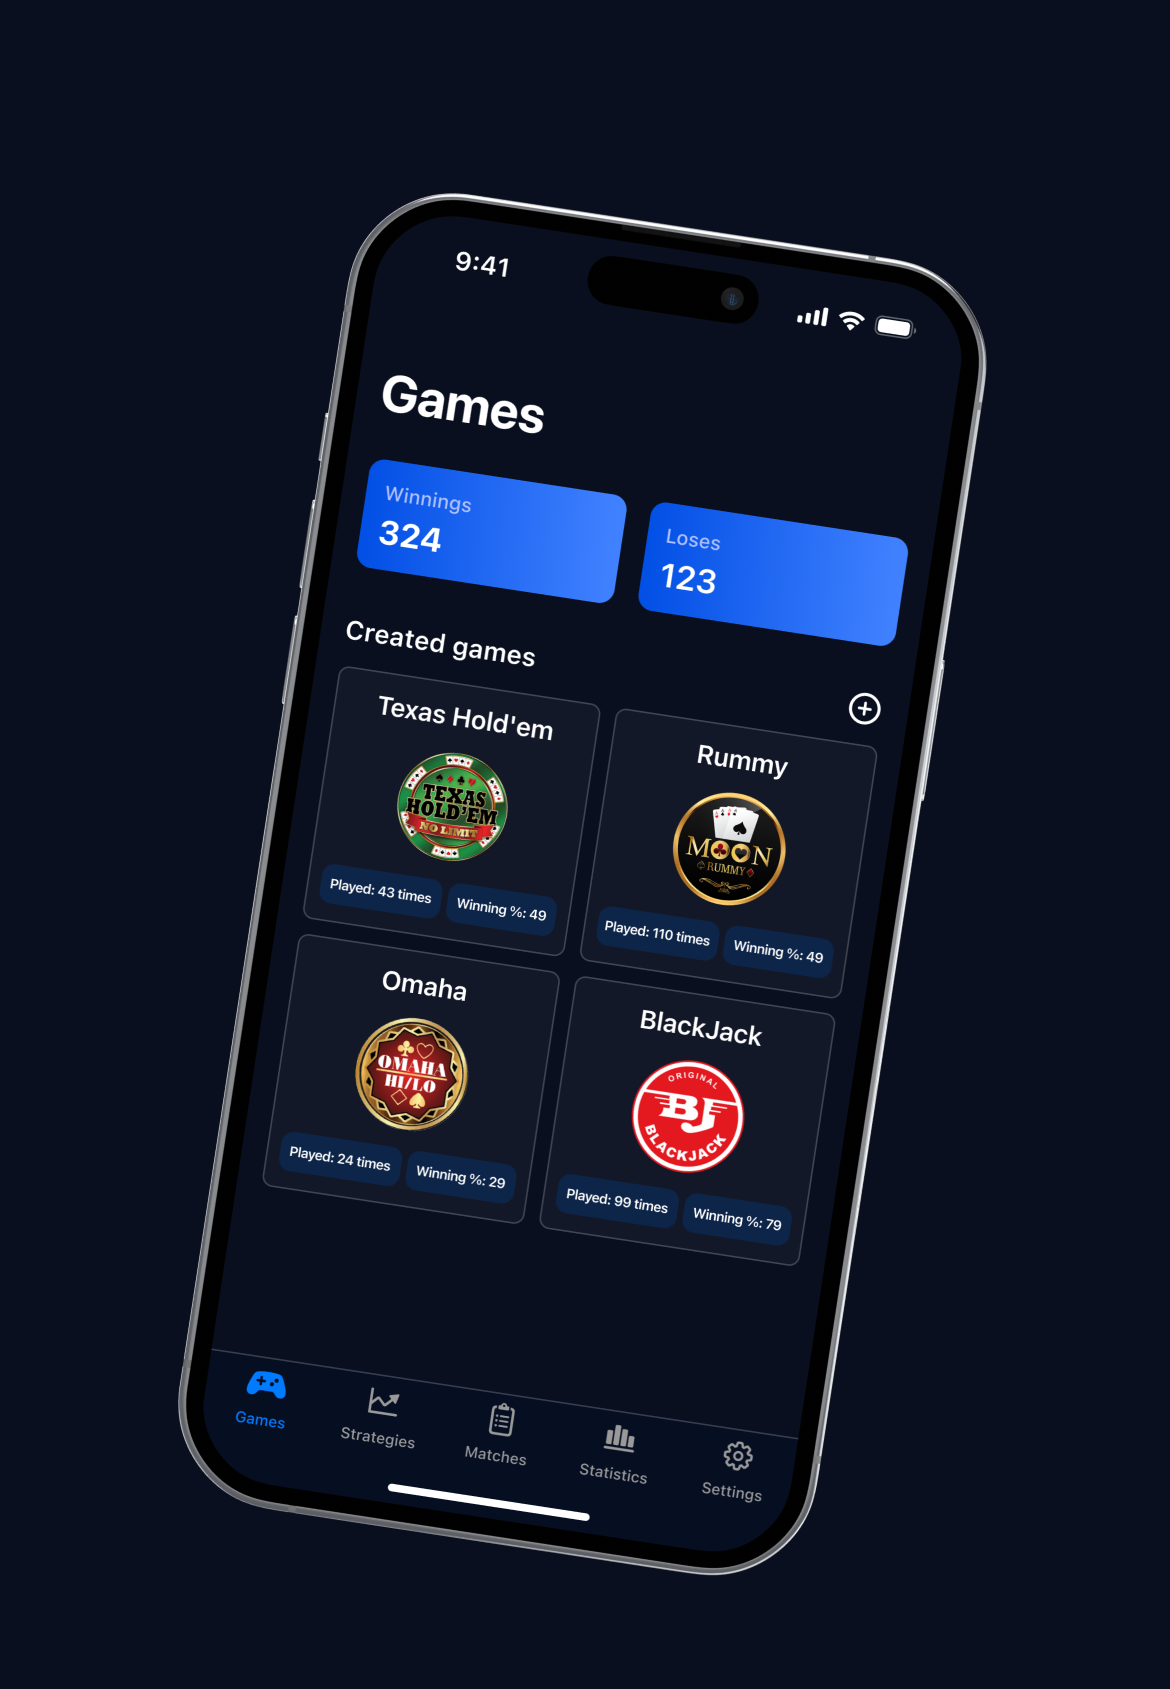 9:41
Games
Winnings
324
Loses
123
Created games
Texas Hold'em
TEXAS
HOLD'EM
NO LIMIT
Played: 43 times
Winning %: 49
Rummy
MOON
RUMMY
Played: 110 times
Winning %: 49
Omaha
OMAHA
HI/LO
Played: 24 times
Winning %: 29
BlackJack
ORIGINAL
BJ
BLACKJACK
Played: 99 times
Winning %: 79
Games
Strategies
Matches
Statistics
Settings